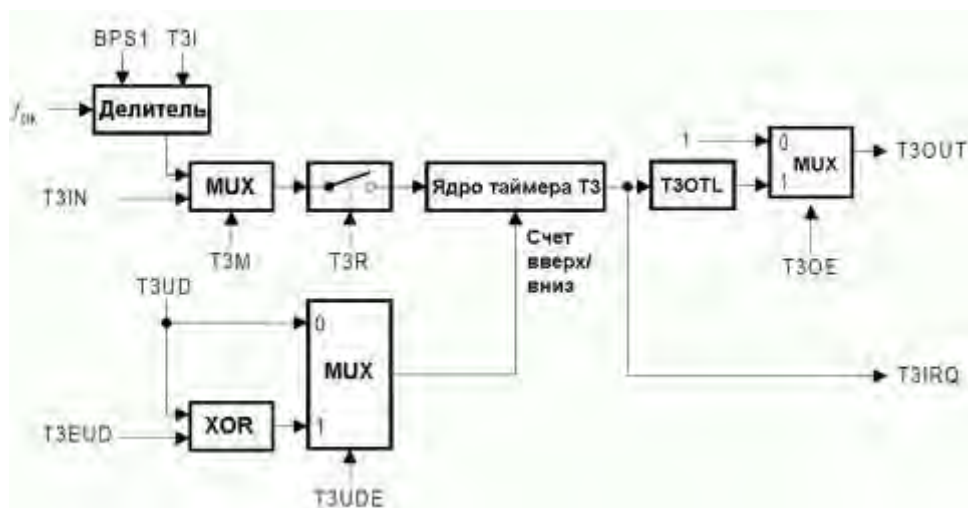 BPS1 T3I
Делитель
1
0
MUX
1
T3OUT
T3IN
MUX
Ядро таймера T3
T3OTL
T3M
T3R
Счет
вверх/
вниз
T3OE
T3UD
0
MUX
1
T3IRQ
T3EUD
XOR
T3UDE